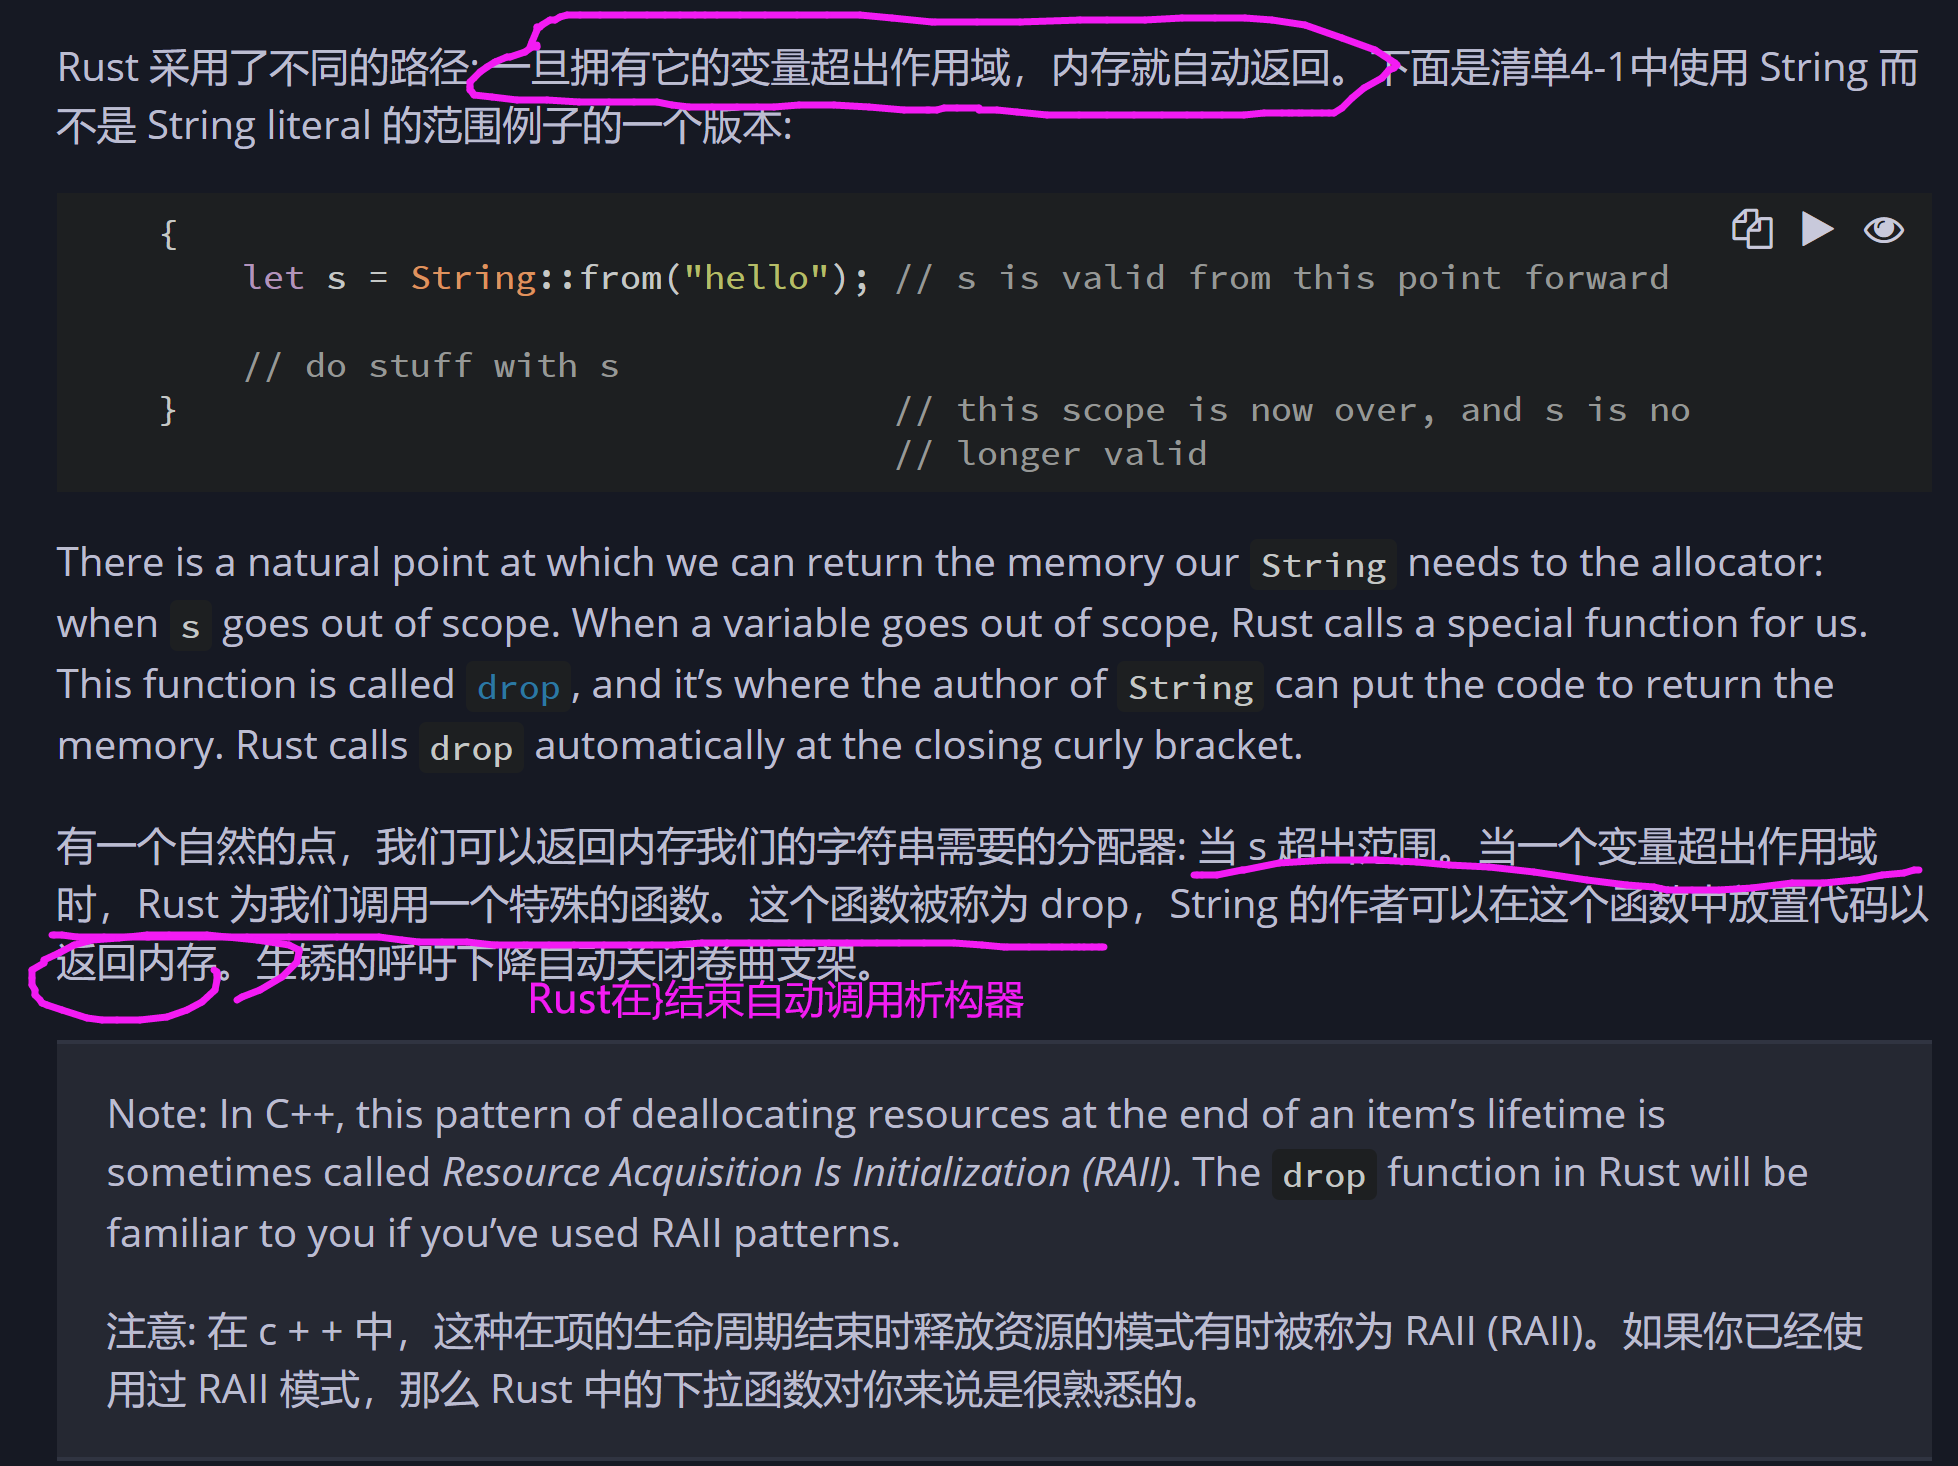 Rust 采用了不同的路径: 一旦拥有它的变量超出作用域，内存就自动返回。下面是清单4-1中使用 String 而
不是 String literal 的范围例子的一个版本:
{
let s = String::from("hello"); // s is valid from this point forward
// do stuff with s
} // this scope is now over, and s is no
// longer valid
There is a natural point at which we can return the memory our String needs to the allocator:
when s goes out of scope. When a variable goes out of scope, Rust calls a special function for us.
This function is called drop, and it’s where the author of String can put the code to return the
memory. Rust calls drop automatically at the closing curly bracket.
有一个自然的点，我们可以返回内存我们的字符串需要的分配器: 当 s 超出范围。当一个变量超出作用域
时，Rust 为我们调用一个特殊的函数。这个函数被称为 drop，String 的作者可以在这个函数中放置代码以
返回内存。生锈的呼吁下降自动关闭卷曲支架。
Rust在}结束自动调用析构器
Note: In C++, this pattern of deallocating resources at the end of an item’s lifetime is
sometimes called Resource Acquisition Is Initialization (RAII). The drop function in Rust will be
familiar to you if you’ve used RAII patterns.
注意: 在 c + + 中，这种在项的生命周期结束时释放资源的模式有时被称为 RAII (RAII)。如果你已经使
用过 RAII 模式，那么 Rust 中的下拉函数对你来说是很熟悉的。